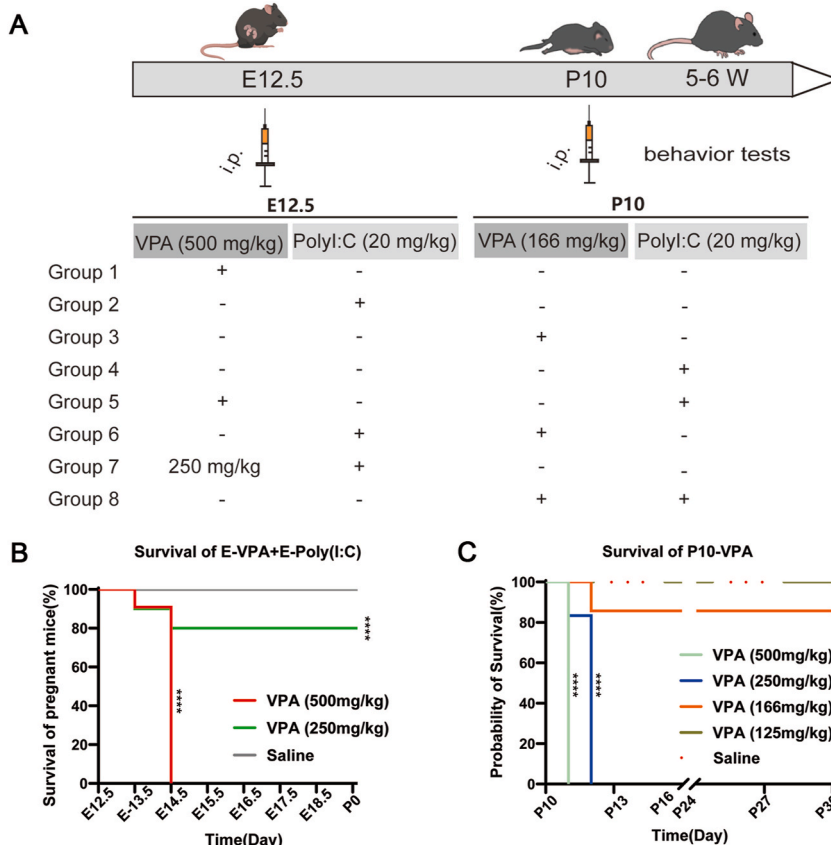 A
E12.5 P10 5-6 W
i.p. i.p. behavior tests
E12.5 P10
VPA (500 mg/kg) PolyI:C (20 mg/kg) VPA (166 mg/kg) PolyI:C (20 mg/kg)
Group 1 + - - -
Group 2 - + - -
Group 3 - - + -
Group 4 - - - +
Group 5 + - - +
Group 6 - + + -
Group 7 250 mg/kg + - -
Group 8 - - + +
B
Survival of E-VPA+E-Poly(I:C)
Survival of pregnant mice(%)
100
80
60
40
20
0
****
****
VPA (500mg/kg)
VPA (250mg/kg)
Saline
E12.5 E-13.5 E14.5 E15.5 E16.5 E17.5 E18.5 P0
Time(Day)
C
Survival of P10-VPA
Probability of Survival(%)
100
80
60
40
20
0
**** ****
VPA (500mg/kg)
VPA (250mg/kg)
VPA (166mg/kg)
VPA (125mg/kg)
Saline
P10 P13 P16 P24 P27
Time(Day)